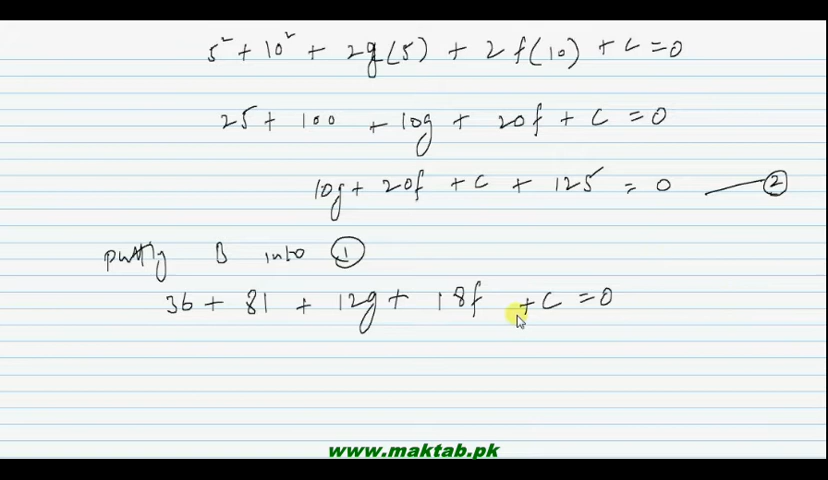 5² + 10² + 2g(5) + 2f(10) + C = 0
25 + 100 + 10g + 20f + C = 0
10g + 20f + C + 125 = 0 — ②
putting B into ①
36 + 81 + 12g + 18f + C = 0
www.maktab.pk